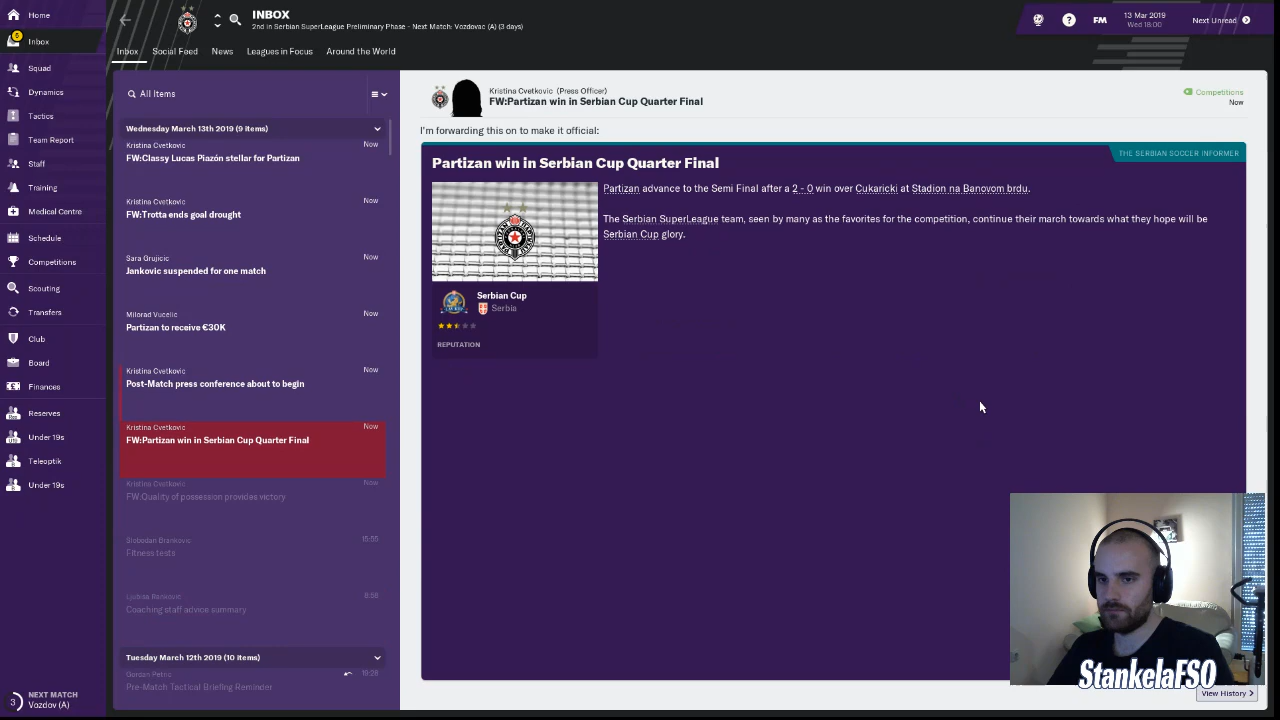 INBOX
2nd in Serbian SuperLeague Preliminary Phase - Next Match: Vozdovac (A) (3 days)
FM
13 Mar 2019
Wed 18:00
Next Unread
Home
5
Inbox
Squad
Dynamics
Tactics
Team Report
Staff
Training
Medical Centre
Schedule
Competitions
Scouting
Transfers
Club
Board
Finances
Reserves
Under 19s
Teleoptik
Under 19s
3
NEXT MATCH
Vozdov (A)
Inbox
Social Feed
News
Leagues in Focus
Around the World
All Items
Wednesday March 13th 2019 (9 items)
Kristina Cvetkovic Now
FW:Classy Lucas Piazón stellar for Partizan
Kristina Cvetkovic Now
FW:Trotta ends goal drought
Sara Grujicic Now
Jankovic suspended for one match
Milorad Vucelic Now
Partizan to receive €30K
Kristina Cvetkovic Now
Post-Match press conference about to begin
Kristina Cvetkovic Now
FW:Partizan win in Serbian Cup Quarter Final
Kristina Cvetkovic Now
FW:Quality of possession provides victory
Slobodan Brankovic 15:55
Fitness tests
Ljubisa Rankovic 8:56
Coaching staff advice summary
Tuesday March 12th 2019 (10 items)
Gordan Petric 19:28
Pre-Match Tactical Briefing Reminder
Kristina Cvetkovic (Press Officer)
FW:Partizan win in Serbian Cup Quarter Final
Competitions
Now
I'm forwarding this on to make it official:
THE SERBIAN SOCCER INFORMER
Partizan win in Serbian Cup Quarter Final
Partizan advance to the Semi Final after a 2 - 0 win over Cukaricki at Stadion na Banovom brdu.
The Serbian SuperLeague team, seen by many as the favorites for the competition, continue their march towards what they hope will be
Serbian Cup glory.
Serbian Cup
Serbia
REPUTATION
StankelaFSO
View History